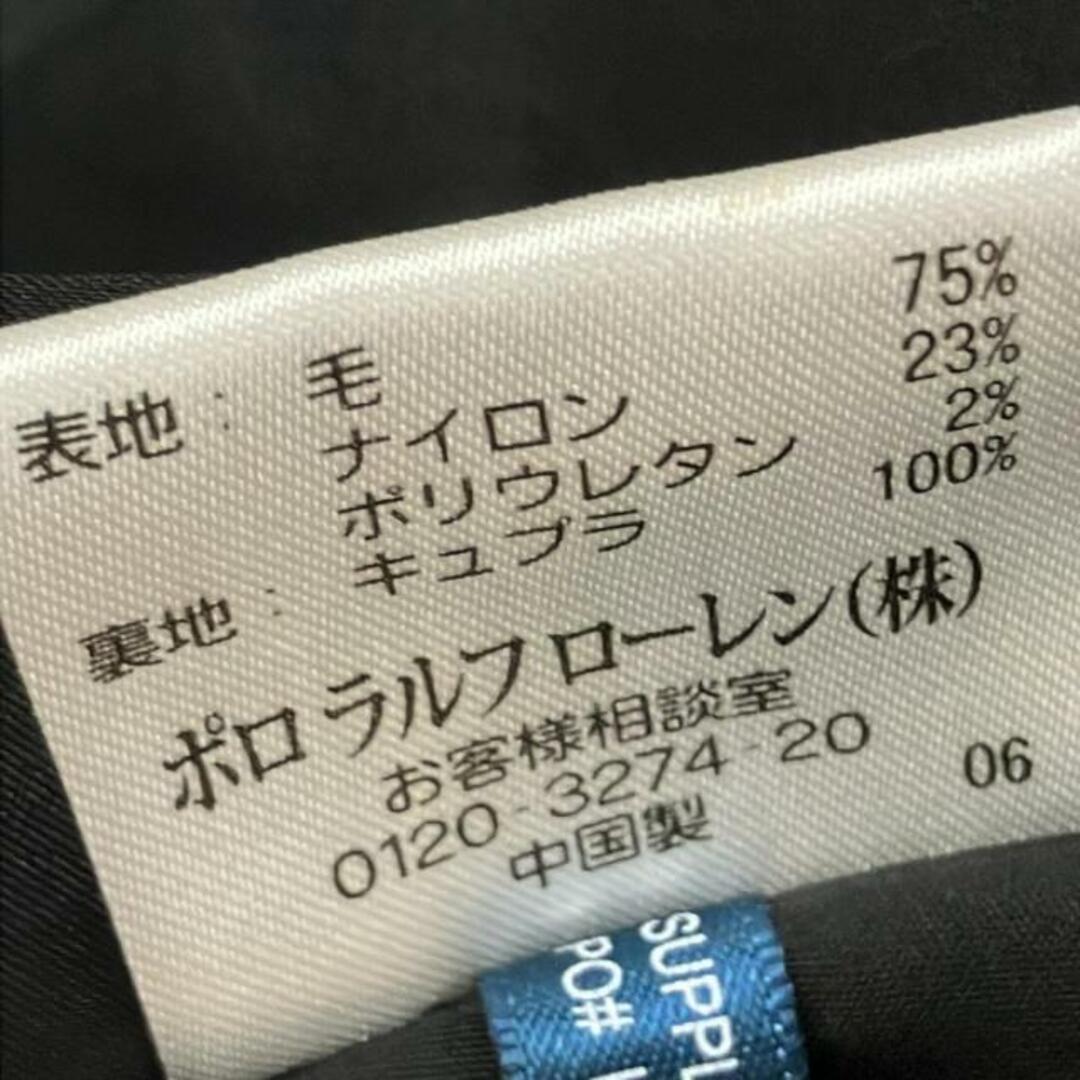 表地： 毛 75%
ナイロン 23%
ポリウレタン 2%
裏地： キュプラ 100%
ポロ ラルフ ローレン(株)
お客様相談室
0120-3274-20
中国製 06
SUPPL
PO#